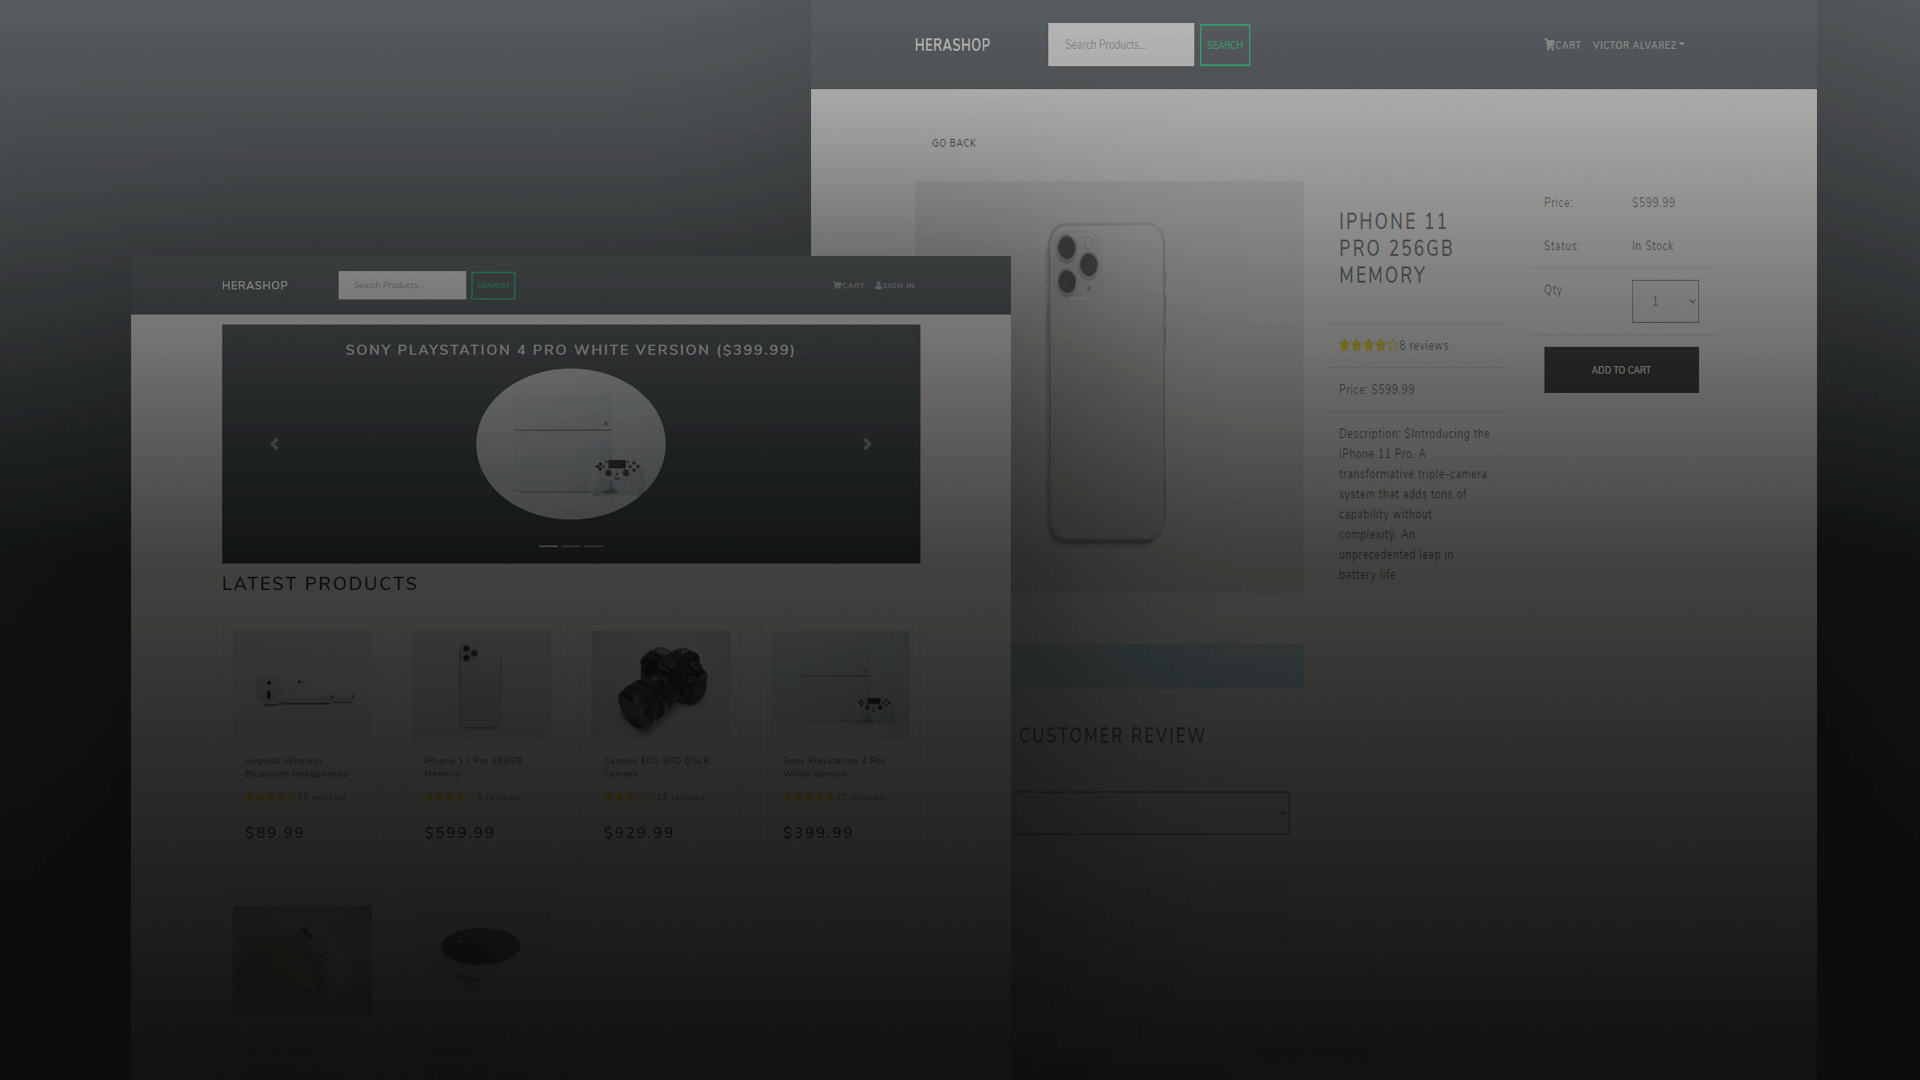 HERASHOP
Search Products...
SEARCH
CART
VICTOR ALVAREZ
GO BACK
IPHONE 11
PRO 256GB
MEMORY
8 reviews
Price: $599.99
Description: $Introducing the
iPhone 11 Pro. A
transformative triple-camera
system that adds tons of
capability without
complexity. An
unprecedented leap in
battery life
Price:
$599.99
Status:
In Stock
Qty
1
ADD TO CART
CUSTOMER REVIEW
HERASHOP
Search Products...
SEARCH
CART
SIGN IN
SONY PLAYSTATION 4 PRO WHITE VERSION ($399.99)
LATEST PRODUCTS
Airpods Wireless
Bluetooth Headphones
12 reviews
$89.99
iPhone 11 Pro 256GB
Memory
8 reviews
$599.99
Cannon EOS 80D DSLR
Camera
12 reviews
$929.99
Sony Playstation 4 Pro
White Version
12 reviews
$399.99